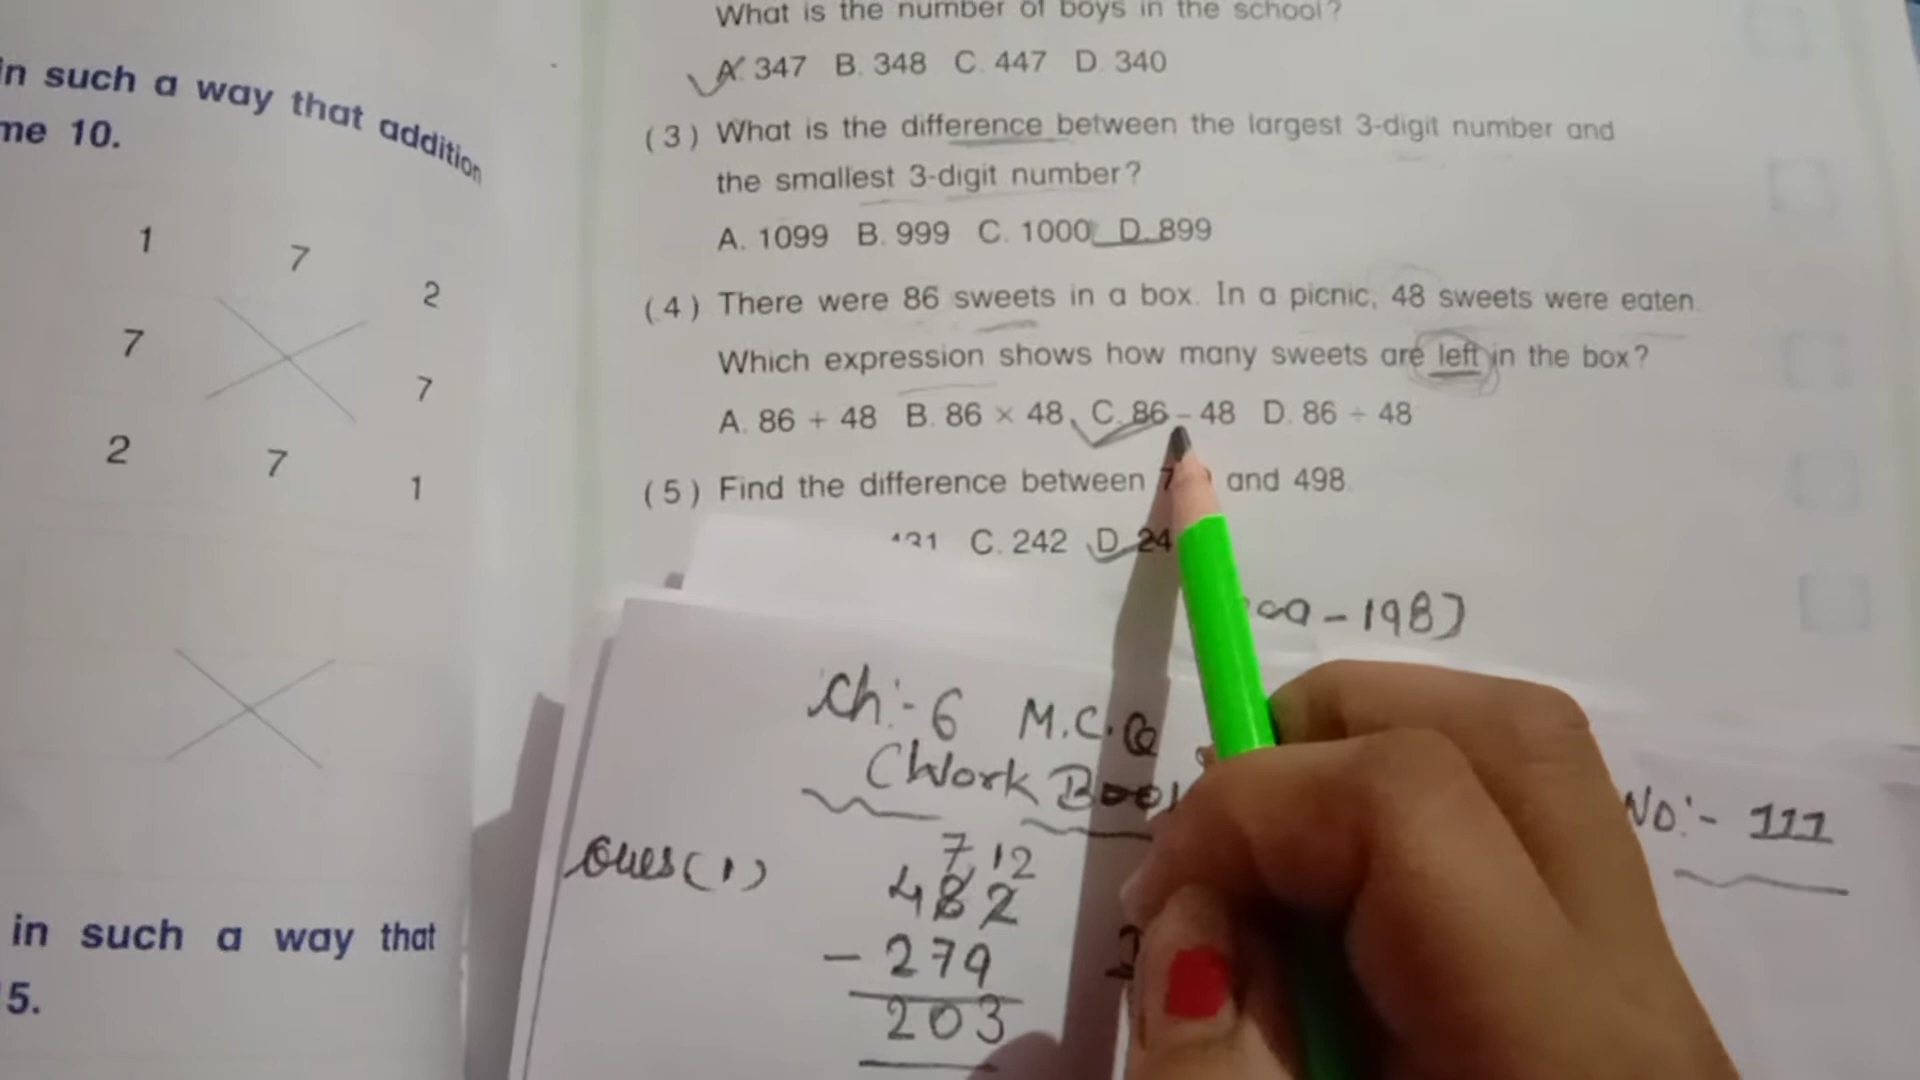 in such a way that addition
me 10.
1 7 2
7 7
2 7 1
in such a way that
5.
What is the number of boys in the school?
A. 347 B. 348 C. 447 D. 340
(3) What is the difference between the largest 3-digit number and
the smallest 3-digit number?
A. 1099 B. 999 C. 1000 D. 899
(4) There were 86 sweets in a box. In a picnic, 48 sweets were eaten.
Which expression shows how many sweets are left in the box?
A. 86 + 48 B. 86 × 48 C. 86 - 48 D. 86 ÷ 48
(5) Find the difference between and 498.
C. 242 D. 24
- 198)
Ch:- 6 M.C.Q
(Work Boo
No:- 111
Ques (1)
7 12
482
- 279
203